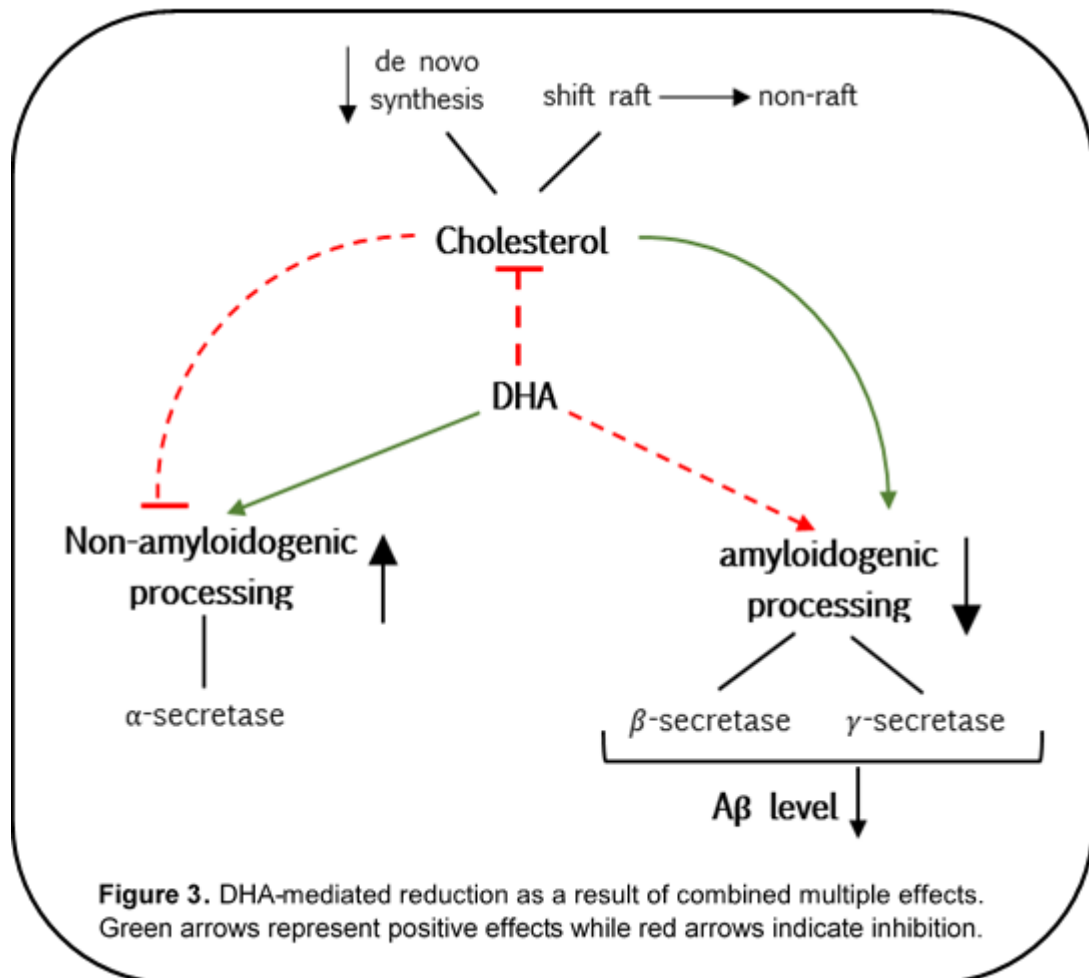 de novo
synthesis
shift raft
non-raft
Cholesterol
DHA
Non-amyloidogenic
processing
amyloidogenic
processing
α-secretase
β-secretase
γ-secretase
Aβ level
Figure 3. DHA-mediated reduction as a result of combined multiple effects.
Green arrows represent positive effects while red arrows indicate inhibition.